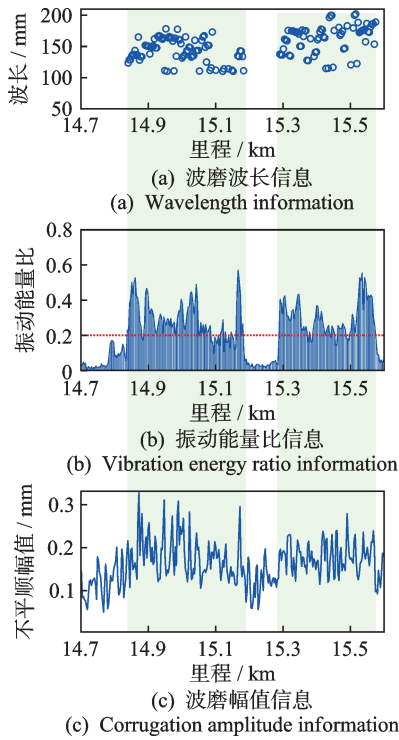 200
150
100
50
波长 / mm
14.7 14.9 15.1 15.3 15.5
里程 / km
(a) 波磨波长信息
(a) Wavelength information
0.8
0.6
0.4
0.2
0
振动能量比
14.7 14.9 15.1 15.3 15.5
里程 / km
(b) 振动能量比信息
(b) Vibration energy ratio information
0.3
0.2
0.1
不平顺幅值 / mm
14.7 14.9 15.1 15.3 15.5
里程 / km
(c) 波磨幅值信息
(c) Corrugation amplitude information